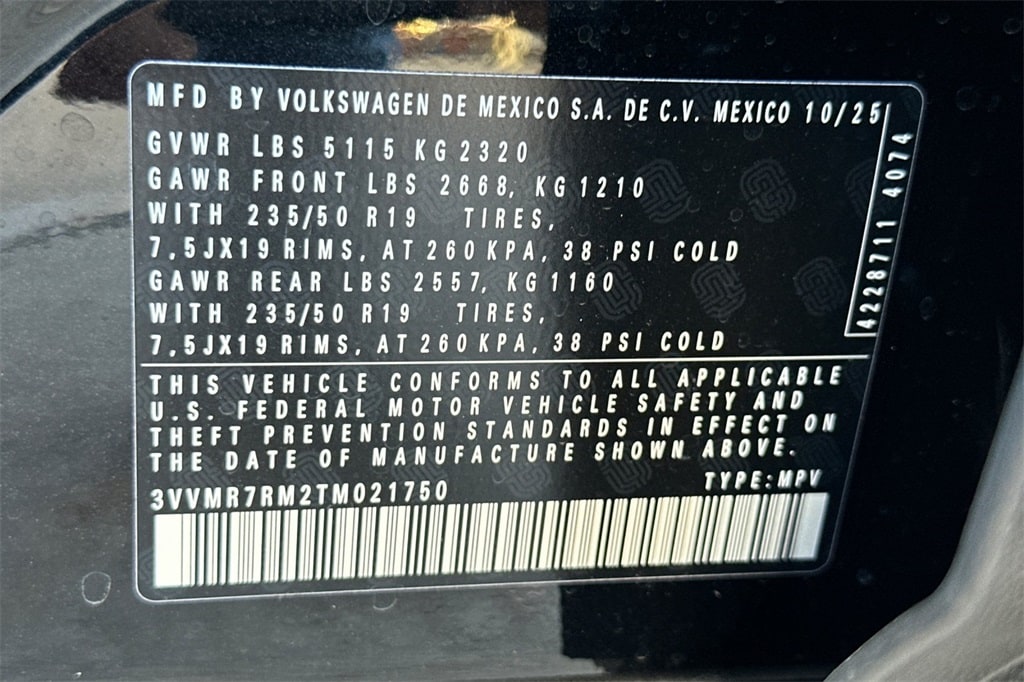 MFD BY VOLKSWAGEN DE MEXICO S.A. DE C.V. MEXICO 10/25
GVWR LBS 5115 KG 2320
GAWR FRONT LBS 2668, KG 1210
WITH 235/50 R19 TIRES,
7,5JX19 RIMS, AT 260 KPA, 38 PSI COLD
GAWR REAR LBS 2557, KG 1160
WITH 235/50 R19 TIRES,
7,5JX19 RIMS, AT 260 KPA, 38 PSI COLD
4228711 4074
THIS VEHICLE CONFORMS TO ALL APPLICABLE
U.S. FEDERAL MOTOR VEHICLE SAFETY AND
THEFT PREVENTION STANDARDS IN EFFECT ON
THE DATE OF MANUFACTURE SHOWN ABOVE.
3VVMR7RM2TM021750 TYPE:MPV